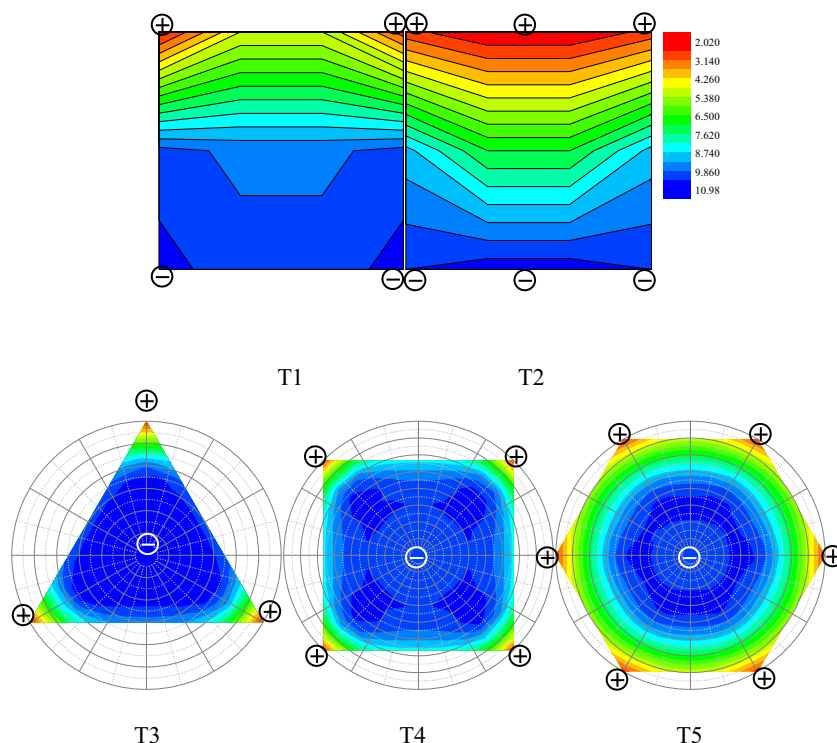 + + + + +
2.020
3.140
4.260
5.380
6.500
7.620
8.740
9.860
10.98
− − − − −
T1 T2
+ + + + +
− − −
+ + + +
+ + + +
T3 T4 T5